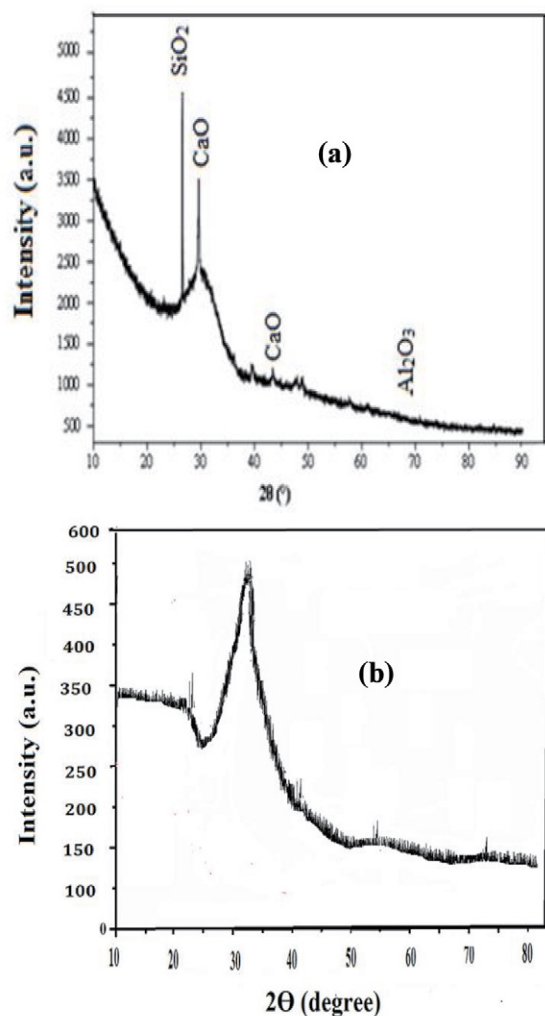 SiO2
CaO
(a)
CaO
Al2O3
Intensity (a.u.)
5000
4500
4000
3500
3000
2500
2000
1500
1000
500
10 20 30 40 50 60 70 80 90
2θ (°)
600
500
450
400
350
300
250
200
150
100
0
(b)
Intensity (a.u.)
10 20 30 40 50 60 70 80
2Θ (degree)